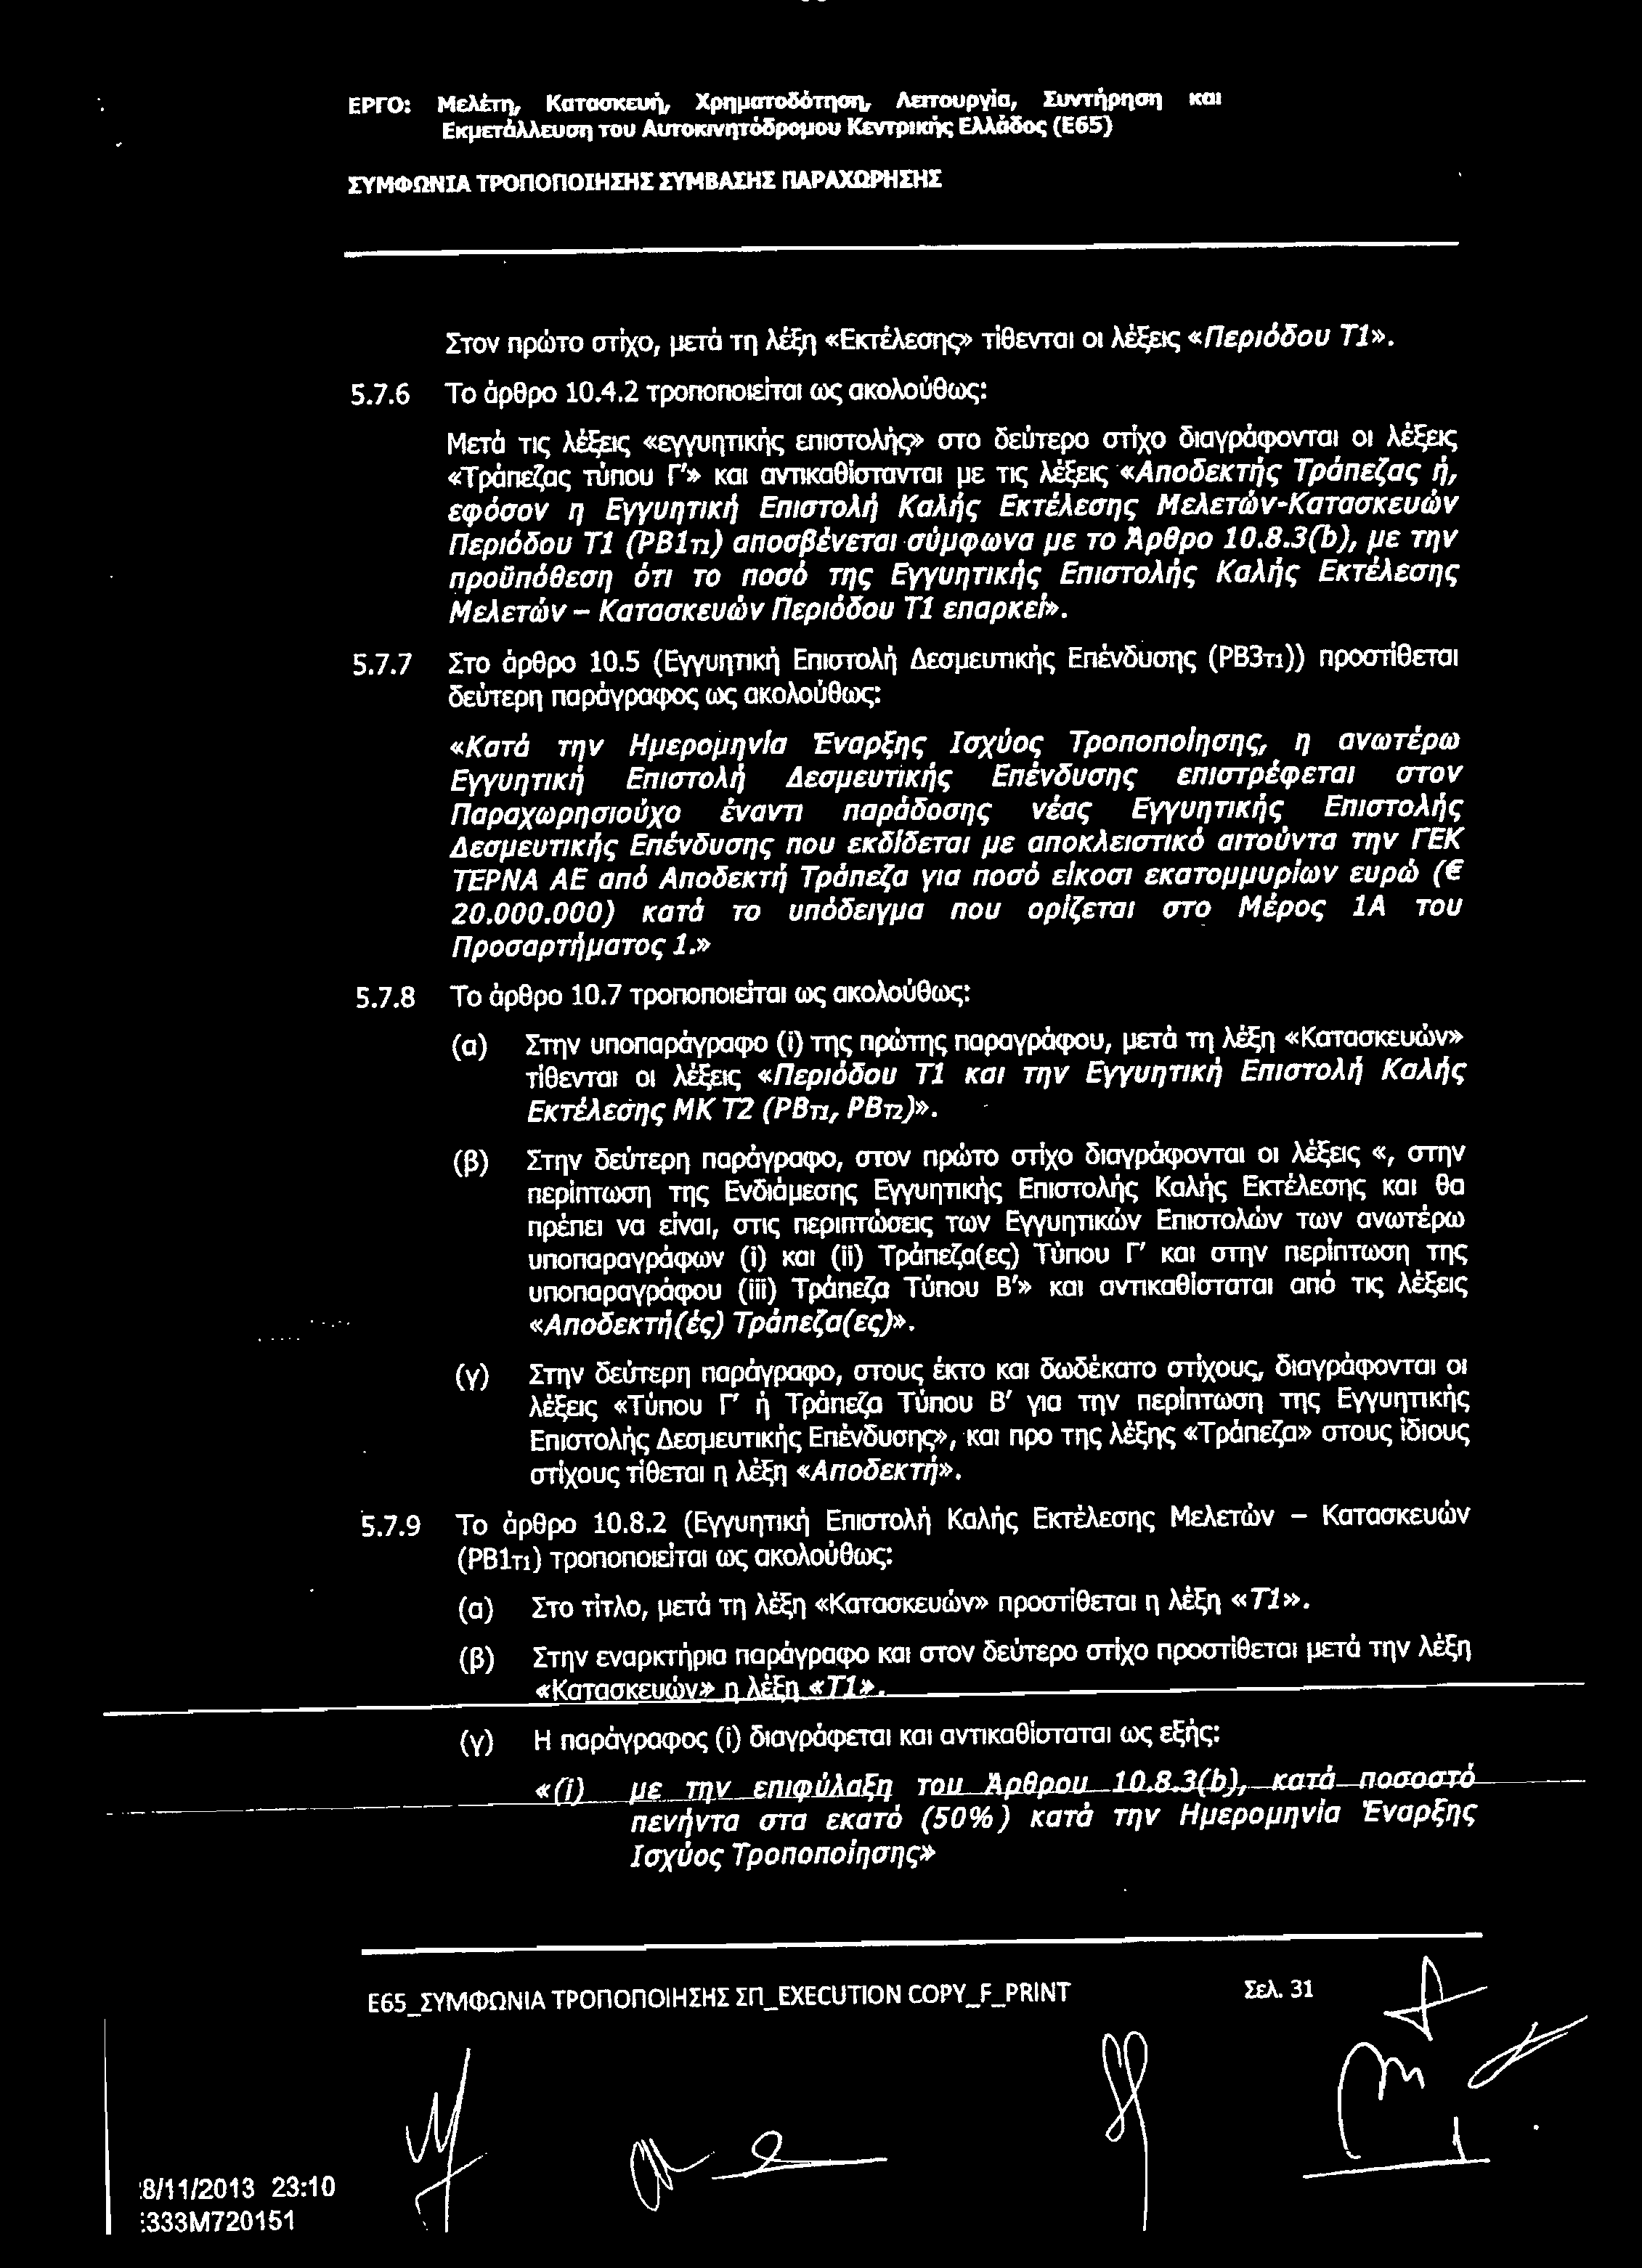 ΕΡΓΟ: Μελέτη, Κατασκευή, Χρηματοδότηση, Λειτουργία, Συντήρηση και
Εκμετάλλευση του Αυτοκινητόδρομου Κεντρικής Ελλάδος (Ε65)
ΣΥΜΦΩΝΙΑ ΤΡΟΠΟΠΟΙΗΣΗΣ ΣΥΜΒΑΣΗΣ ΠΑΡΑΧΩΡΗΣΗΣ
Στον πρώτο στίχο, μετά τη λέξη «Εκτέλεσης» τίθενται οι λέξεις «Περιόδου Τ1».
5.7.6 Το άρθρο 10.4.2 τροποποιείται ως ακολούθως:
Μετά τις λέξεις «εγγυητικής επιστολής» στο δεύτερο στίχο διαγράφονται οι λέξεις
«Τράπεζας τύπου Γ'» και αντικαθίστανται με τις λέξεις «Αποδεκτής Τράπεζας ή,
εφόσον η Εγγυητική Επιστολή Καλής Εκτέλεσης Μελετών-Κατασκευών
Περιόδου Τ1 (PB1τ1) αποσβένεται σύμφωνα με το Άρθρο 10.8.3(b), με την
προϋπόθεση ότι το ποσό της Εγγυητικής Επιστολής Καλής Εκτέλεσης
Μελετών – Κατασκευών Περιόδου Τ1 επαρκεί».
5.7.7 Στο άρθρο 10.5 (Εγγυητική Επιστολή Δεσμευτικής Επένδυσης (PB3τ1)) προστίθεται
δεύτερη παράγραφος ως ακολούθως:
«Κατά την Ημερομηνία Έναρξης Ισχύος Τροποποίησης, η ανωτέρω
Εγγυητική Επιστολή Δεσμευτικής Επένδυσης επιστρέφεται στον
Παραχωρησιούχο έναντι παράδοσης νέας Εγγυητικής Επιστολής
Δεσμευτικής Επένδυσης που εκδίδεται με αποκλειστικό αιτούντα την ΓΕΚ
ΤΕΡΝΑ ΑΕ από Αποδεκτή Τράπεζα για ποσό είκοσι εκατομμυρίων ευρώ (€
20.000.000) κατά το υπόδειγμα που ορίζεται στο Μέρος 1Α του
Προσαρτήματος 1.»
5.7.8 Το άρθρο 10.7 τροποποιείται ως ακολούθως:
(α) Στην υποπαράγραφο (i) της πρώτης παραγράφου, μετά τη λέξη «Κατασκευών»
τίθενται οι λέξεις «Περιόδου Τ1 και την Εγγυητική Επιστολή Καλής
Εκτέλεσης ΜΚ Τ2 (PBτ1, PBτ2)».
(β) Στην δεύτερη παράγραφο, στον πρώτο στίχο διαγράφονται οι λέξεις «, στην
περίπτωση της Ενδιάμεσης Εγγυητικής Επιστολής Καλής Εκτέλεσης και θα
πρέπει να είναι, στις περιπτώσεις των Εγγυητικών Επιστολών των ανωτέρω
υποπαραγράφων (i) και (ii) Τράπεζα(ες) Τύπου Γ' και στην περίπτωση της
υποπαραγράφου (iii) Τράπεζα Τύπου Β'» και αντικαθίσταται από τις λέξεις
«Αποδεκτή(ές) Τράπεζα(ες)».
(γ) Στην δεύτερη παράγραφο, στους έκτο και δωδέκατο στίχους, διαγράφονται οι
λέξεις «Τύπου Γ' ή Τράπεζα Τύπου Β' για την περίπτωση της Εγγυητικής
Επιστολής Δεσμευτικής Επένδυσης», και προ της λέξης «Τράπεζα» στους ίδιους
στίχους τίθεται η λέξη «Αποδεκτή».
5.7.9 Το άρθρο 10.8.2 (Εγγυητική Επιστολή Καλής Εκτέλεσης Μελετών – Κατασκευών
(PB1τ1) τροποποιείται ως ακολούθως:
(α) Στο τίτλο, μετά τη λέξη «Κατασκευών» προστίθεται η λέξη «Τ1».
(β) Στην εναρκτήρια παράγραφο και στον δεύτερο στίχο προστίθεται μετά την λέξη
«Κατασκευών» η λέξη «Τ1».
(γ) Η παράγραφος (i) διαγράφεται και αντικαθίσταται ως εξής:
«(i) με την επιφύλαξη του Άρθρου 10.8.3(b), κατά ποσοστό
πενήντα στα εκατό (50%) κατά την Ημερομηνία Έναρξης
Ισχύος Τροποποίησης»
E65_ΣΥΜΦΩΝΙΑ ΤΡΟΠΟΠΟΙΗΣΗΣ ΣΠ_EXECUTION COPY_F_PRINT Σελ. 31
8/11/2013 23:10
333M720151